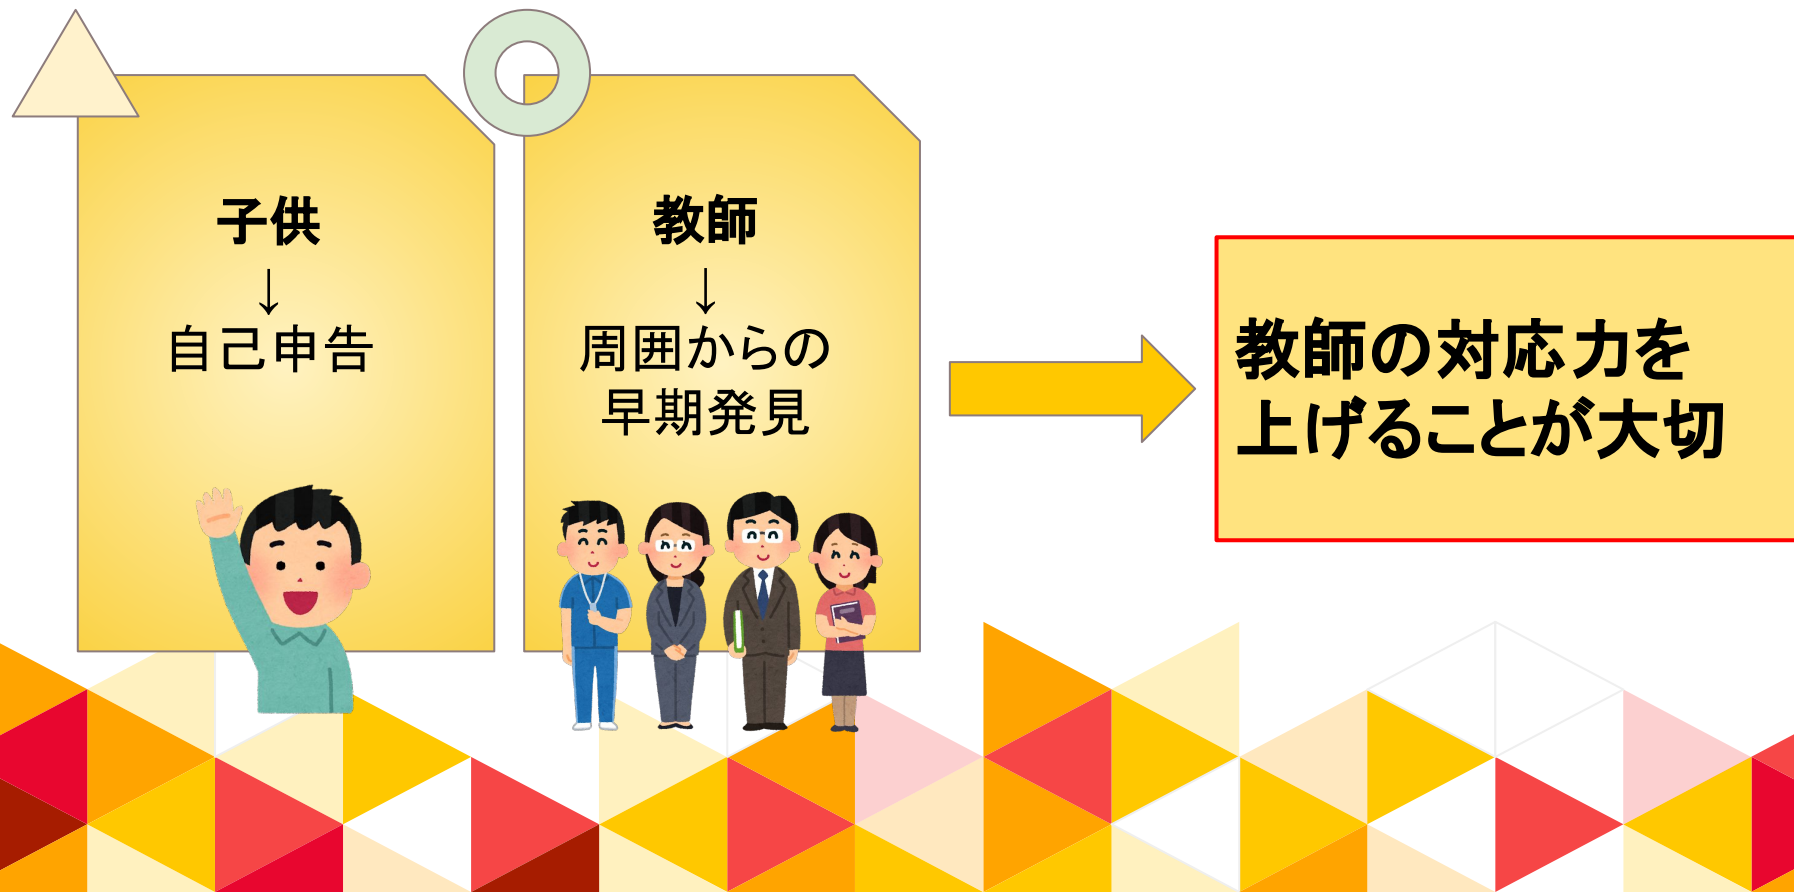 子供
↓
自己申告
教師
↓
周囲からの
早期発見
教師の対応力を
上げることが大切